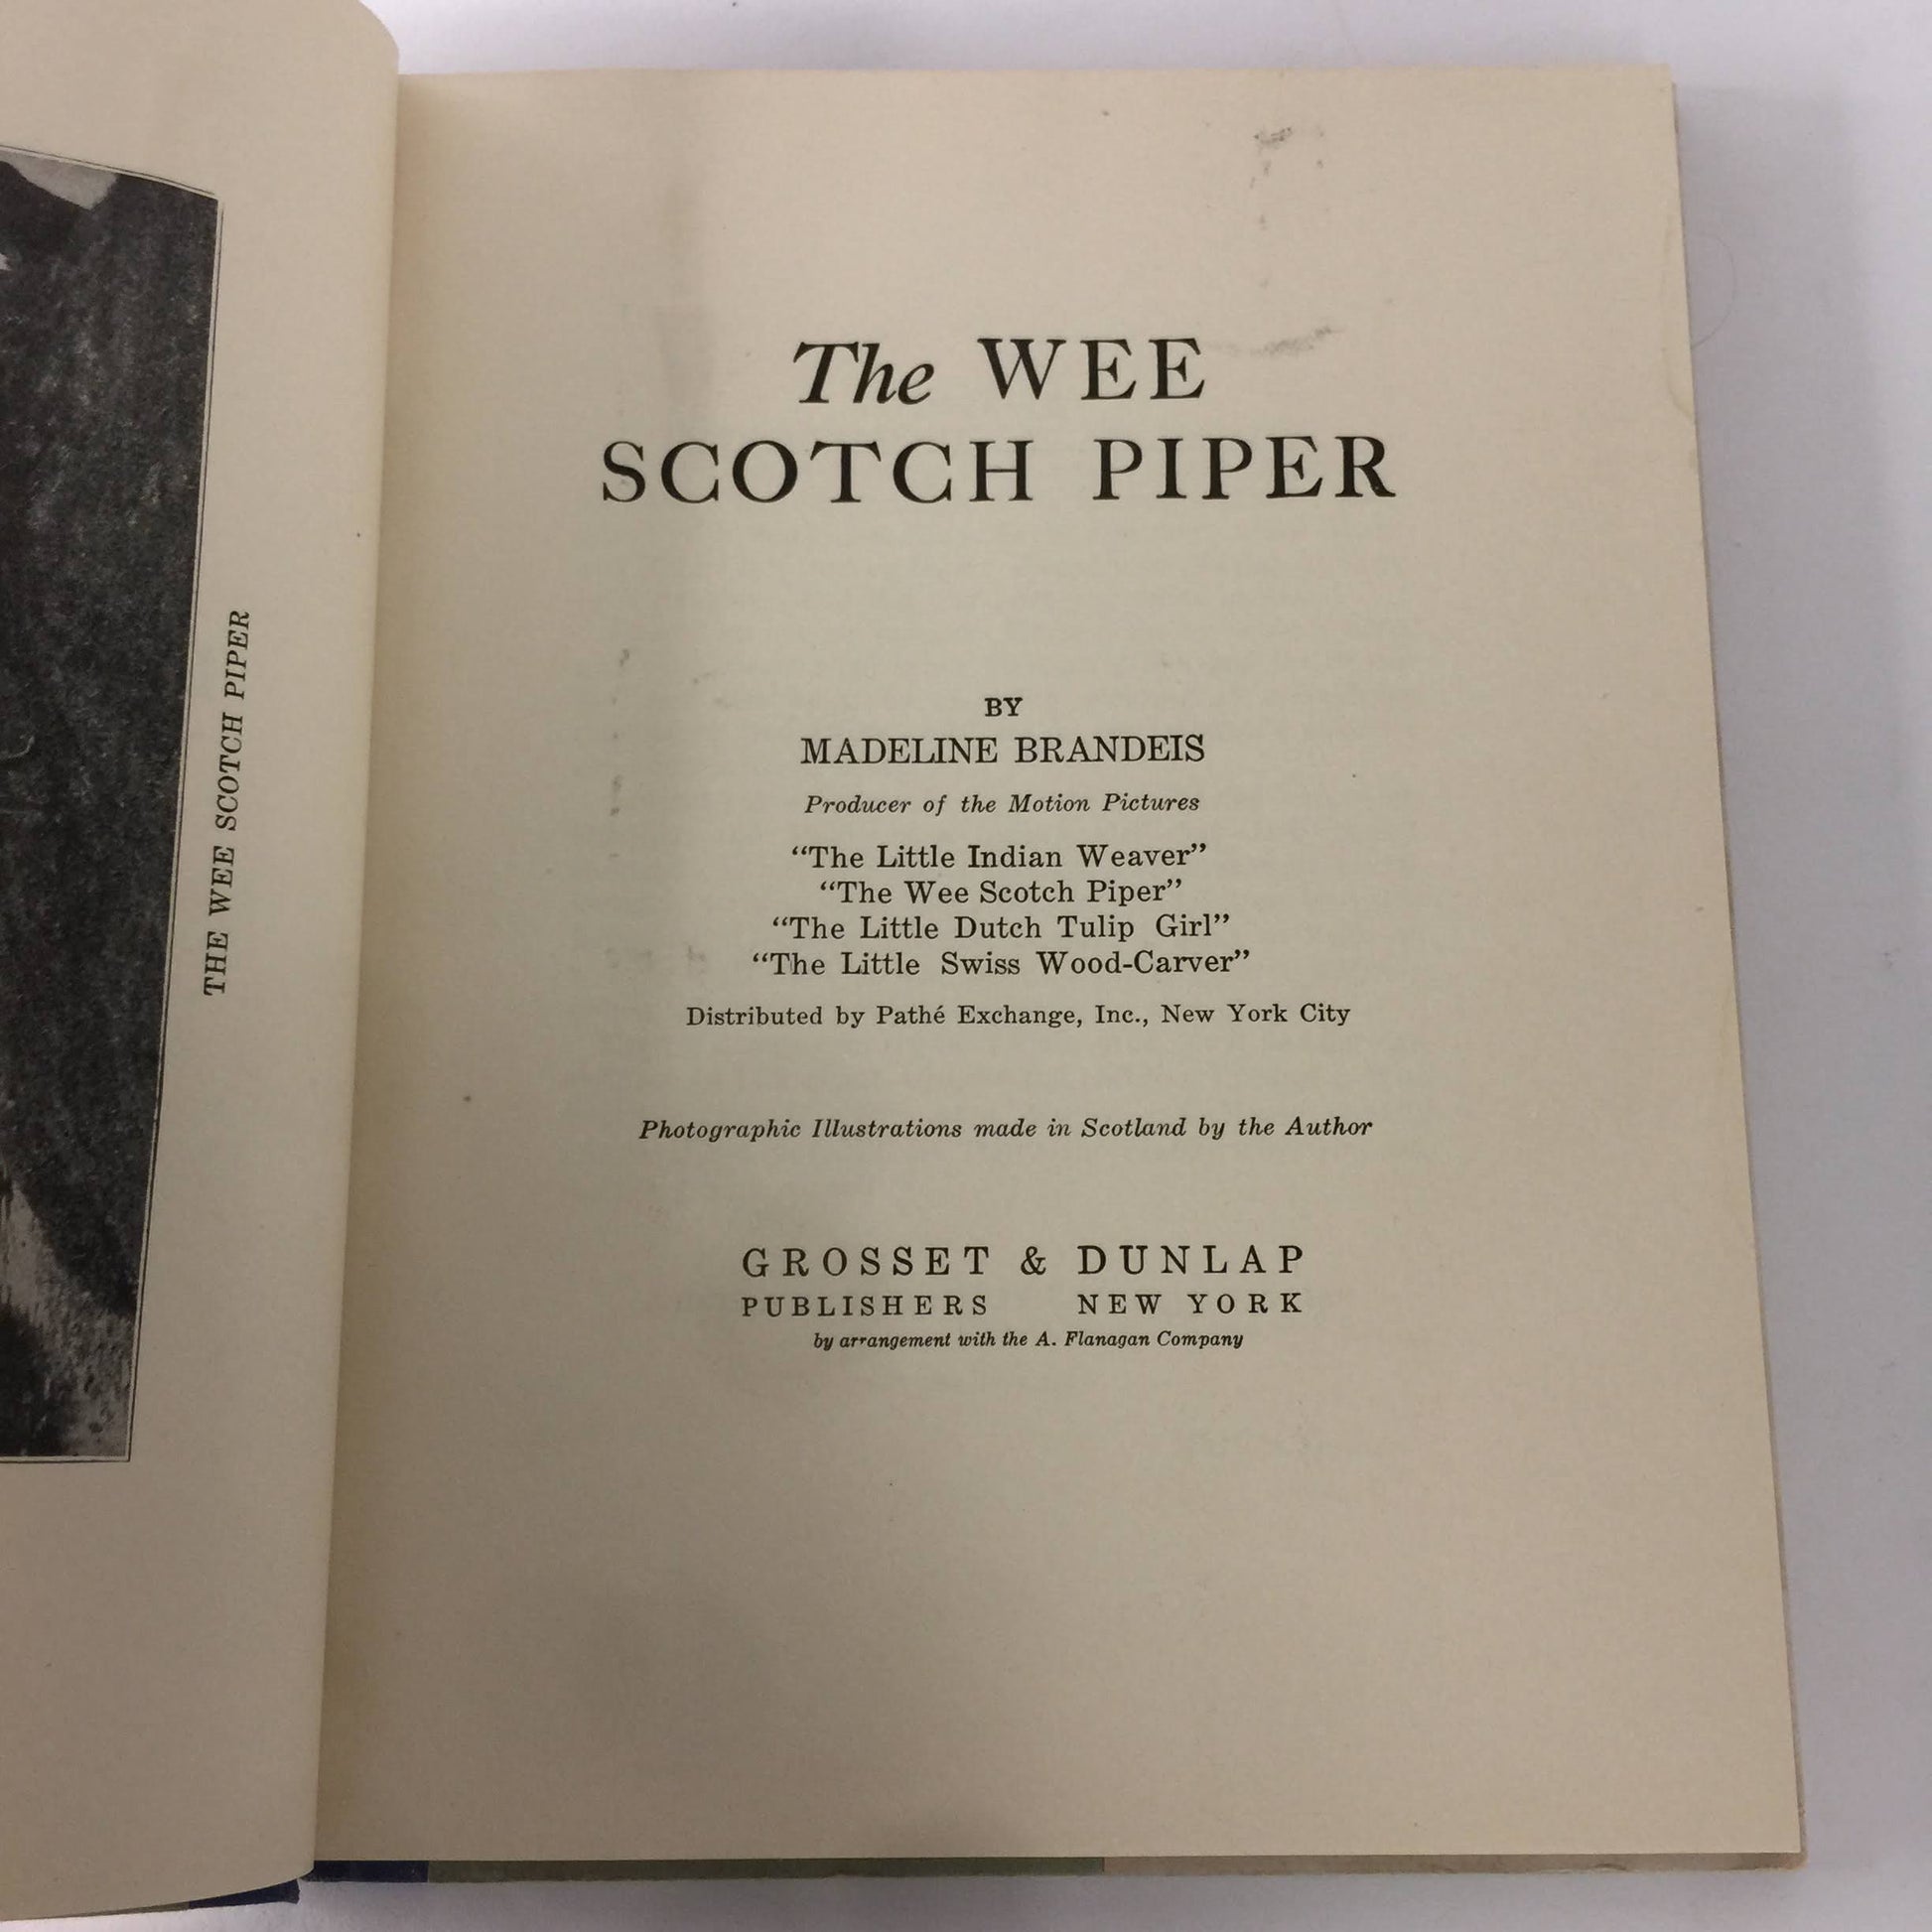 THE WEE SCOTCH PIPER
The WEE
SCOTCH PIPER
BY
MADELINE BRANDEIS
Producer of the Motion Pictures
“The Little Indian Weaver”
“The Wee Scotch Piper”
“The Little Dutch Tulip Girl”
“The Little Swiss Wood-Carver”
Distributed by Pathé Exchange, Inc., New York City
Photographic Illustrations made in Scotland by the Author
GROSSET & DUNLAP
PUBLISHERS NEW YORK
by arrangement with the A. Flanagan Company